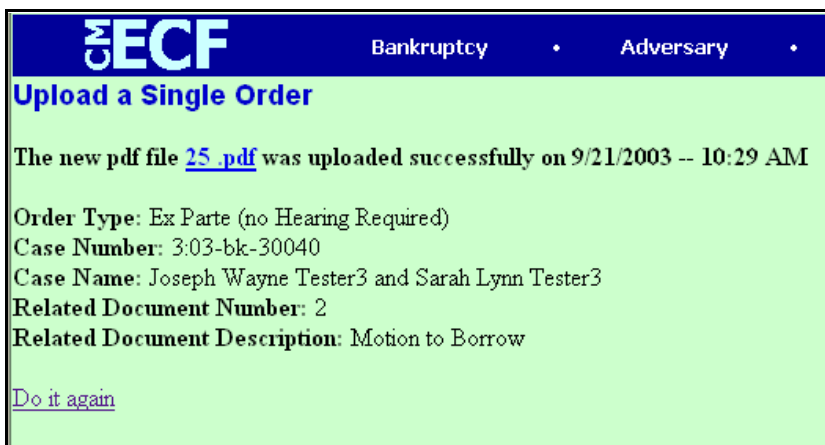 CM ECF Bankruptcy • Adversary •
Upload a Single Order
The new pdf file 25 .pdf was uploaded successfully on 9/21/2003 -- 10:29 AM
Order Type: Ex Parte (no Hearing Required)
Case Number: 3:03-bk-30040
Case Name: Joseph Wayne Tester3 and Sarah Lynn Tester3
Related Document Number: 2
Related Document Description: Motion to Borrow
Do it again